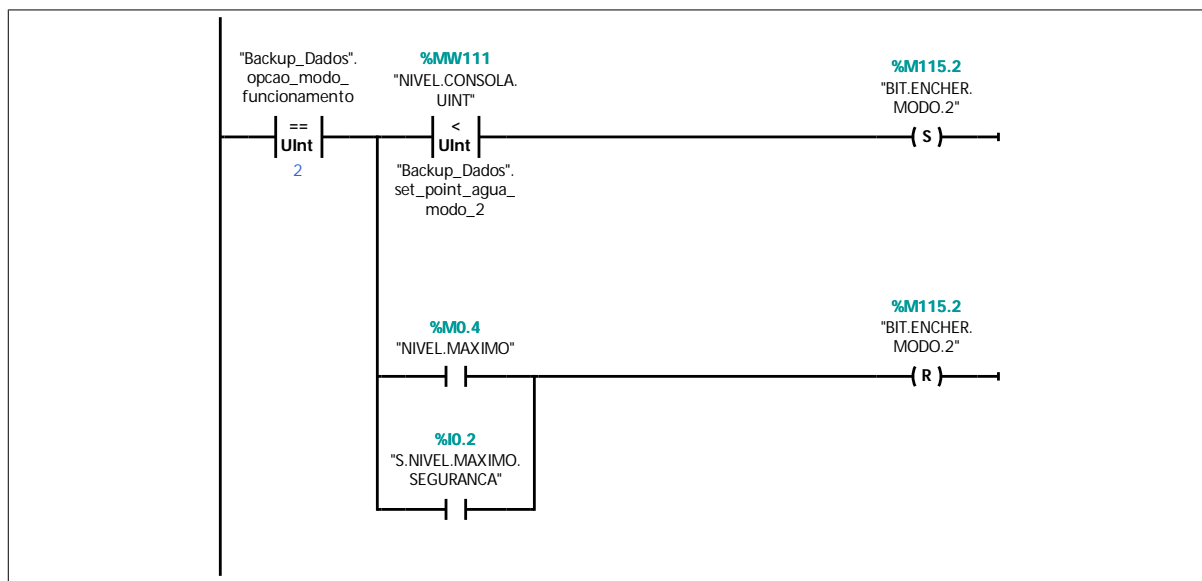 "Backup_Dados".
opcao_modo_
funcionamento
==
UInt
2
%MW111
"NIVEL.CONSOLA.
UINT"
<
UInt
"Backup_Dados".
set_point_agua_
modo_2
%M115.2
"BIT.ENCHER.
MODO.2"
S
%M0.4
"NIVEL.MAXIMO"
%M115.2
"BIT.ENCHER.
MODO.2"
R
%I0.2
"S.NIVEL.MAXIMO.
SEGURANCA"